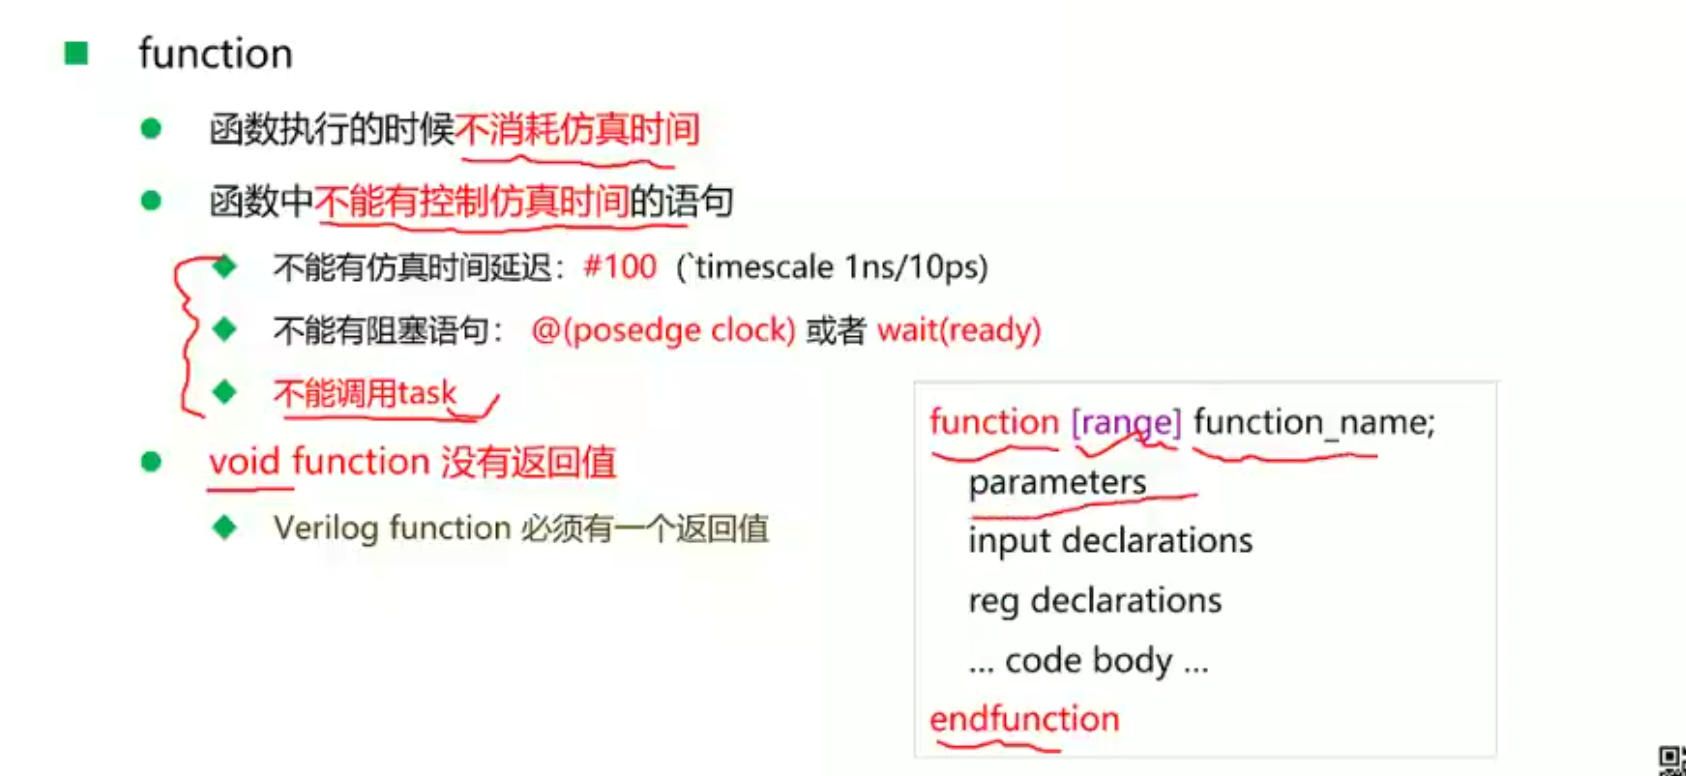 function
函数执行的时候不消耗仿真时间
函数中不能有控制仿真时间的语句
不能有仿真时间延迟：#100（`timescale 1ns/10ps)
不能有阻塞语句： @(posedge clock) 或者 wait(ready)
不能调用task
void function 没有返回值
Verilog function 必须有一个返回值
function [range] function_name;
parameters
input declarations
reg declarations
... code body ...
endfunction